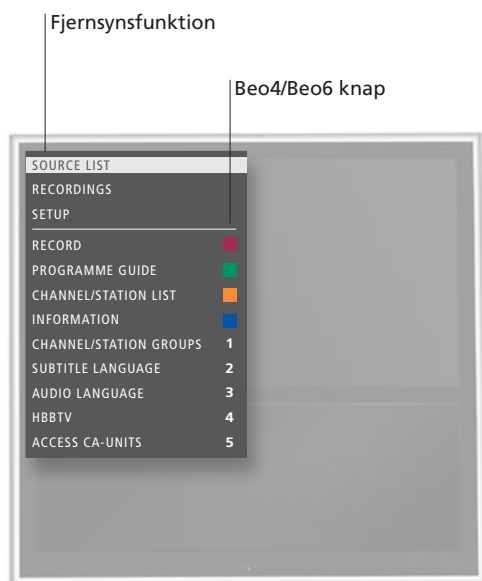 Fjernsynsfunktion
Beo4/Beo6 knap
SOURCE LIST
RECORDINGS
SETUP
RECORD
PROGRAMME GUIDE
CHANNEL/STATION LIST
INFORMATION
CHANNEL/STATION GROUPS 1
SUBTITLE LANGUAGE 2
AUDIO LANGUAGE 3
HBBTV 4
ACCESS CA-UNITS 5